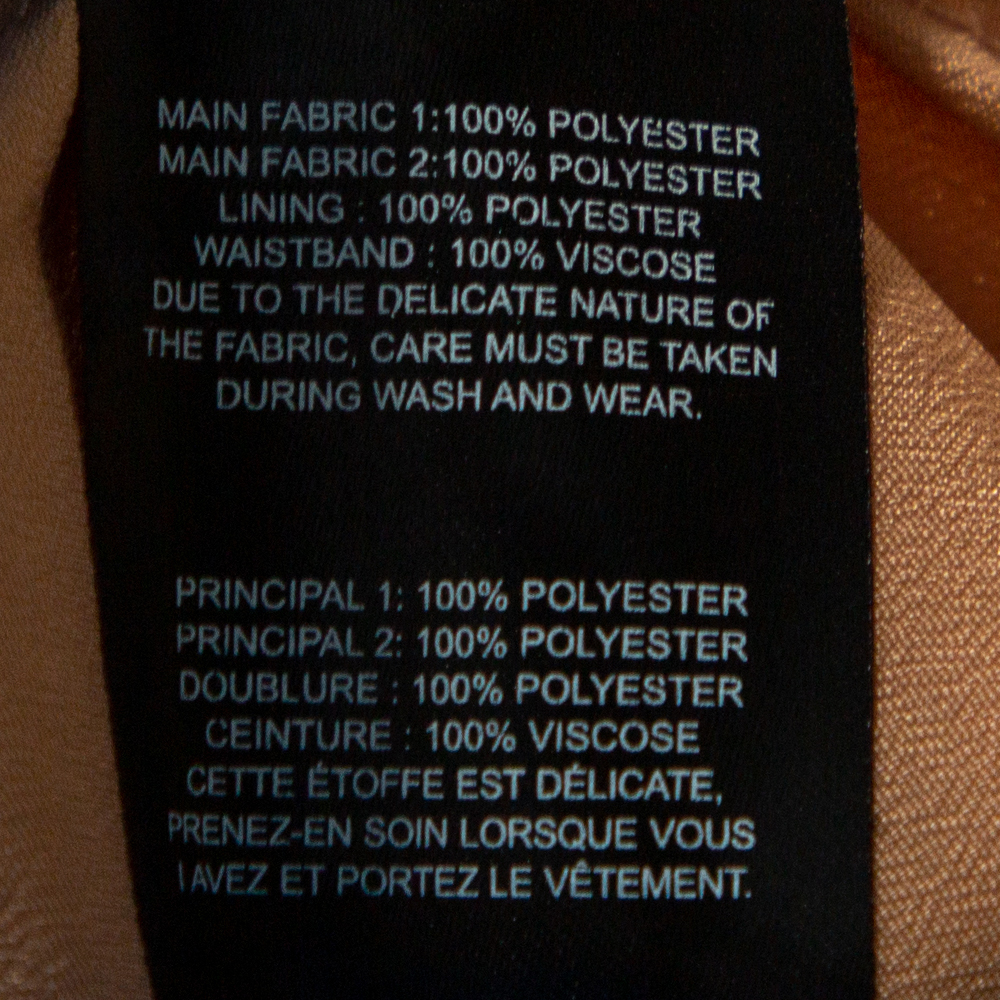 MAIN FABRIC 1:100% POLYESTER
MAIN FABRIC 2:100% POLYESTER
LINING : 100% POLYESTER
WAISTBAND : 100% VISCOSE
DUE TO THE DELICATE NATURE OF
THE FABRIC, CARE MUST BE TAKEN
DURING WASH AND WEAR.
PRINCIPAL 1: 100% POLYESTER
PRINCIPAL 2: 100% POLYESTER
DOUBLURE : 100% POLYESTER
CEINTURE : 100% VISCOSE
CETTE ÉTOFFE EST DÉLICATE,
PRENEZ-EN SOIN LORSQUE VOUS
LAVEZ ET PORTEZ LE VÊTEMENT.